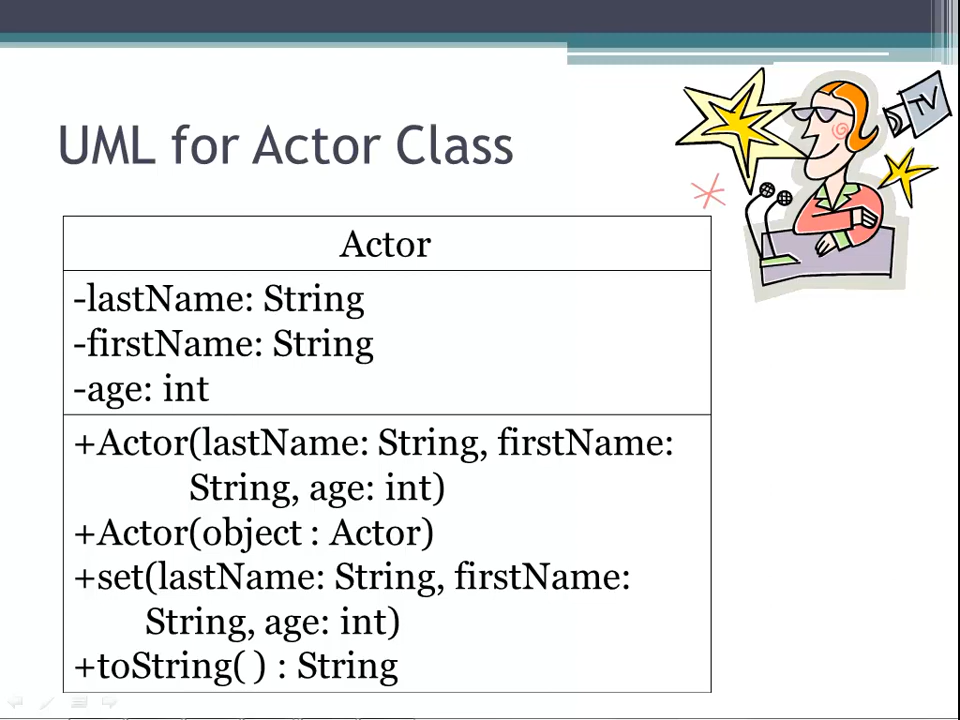 UML for Actor Class
TV
Actor
-lastName: String
-firstName: String
-age: int
+Actor(lastName: String, firstName:
String, age: int)
+Actor(object : Actor)
+set(lastName: String, firstName:
String, age: int)
+toString( ) : String